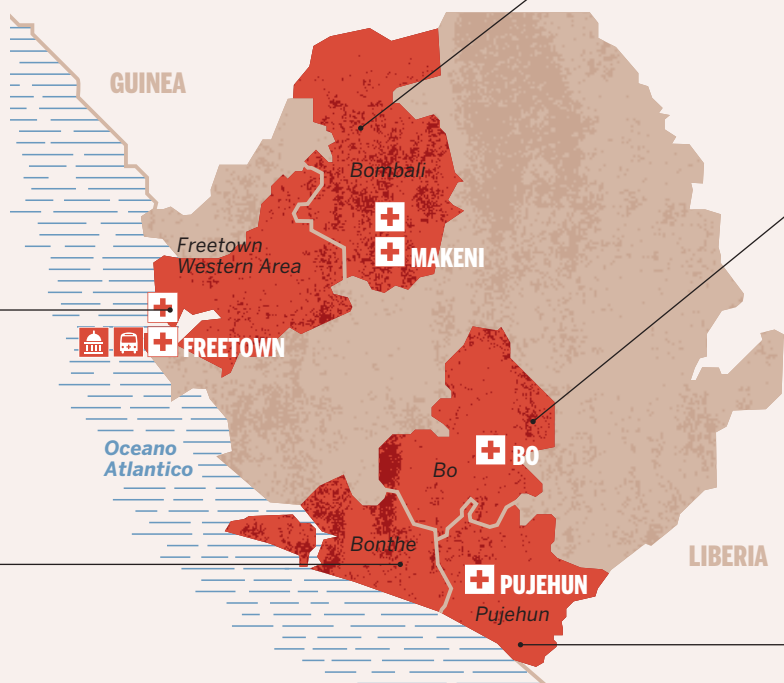 GUINEA
Bombali
Freetown
Western Area
MAKENI
FREETOWN
Oceano
Atlantico
BO
Bo
Bonthe
LIBERIA
PUJEHUN
Pujehun